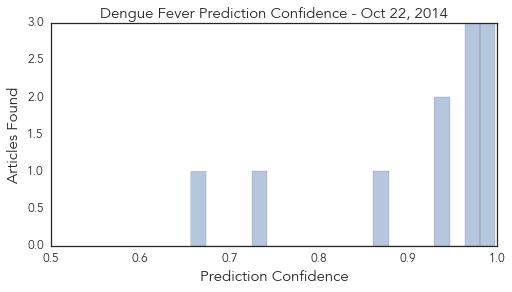 Dengue Fever Prediction Confidence - Oct 22, 2014
3.0
2.5
2.0
1.5
1.0
0.5
0.0
Articles Found
0.5 0.6 0.7 0.8 0.9 1.0
Prediction Confidence